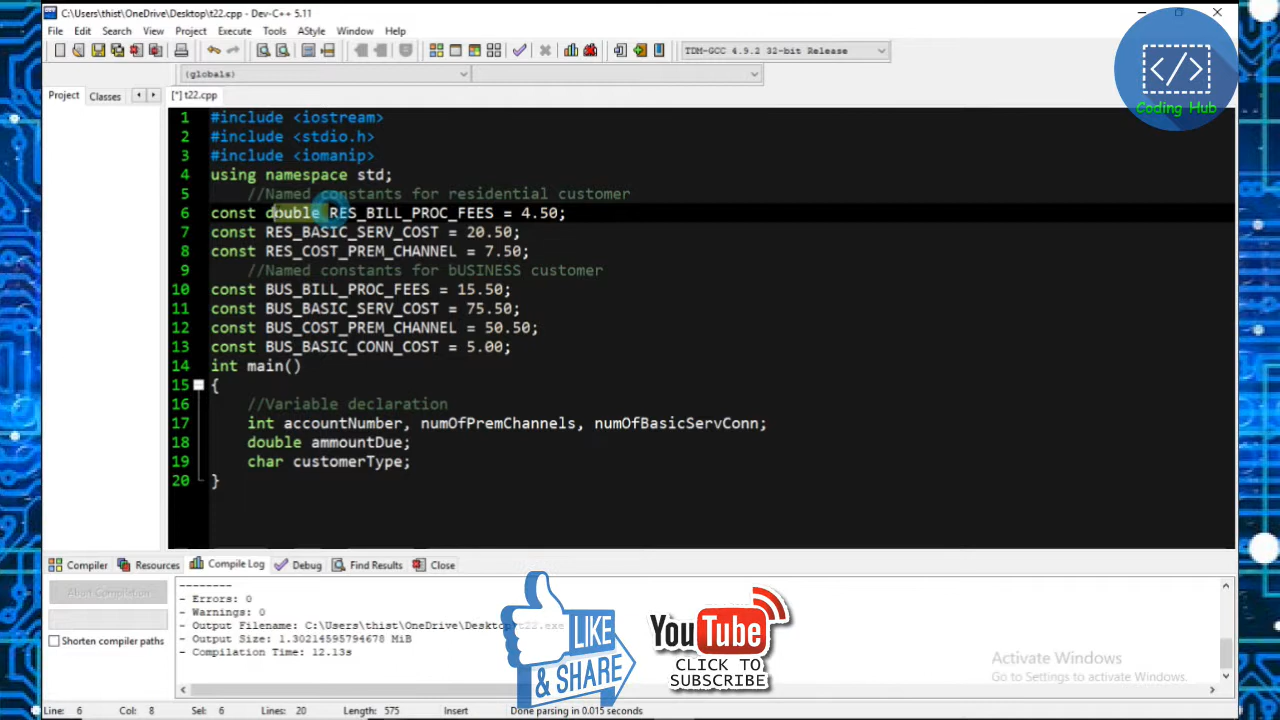 C:\Users\thist\OneDrive\Desktop\t22.cpp - Dev-C++ 5.11
File Edit Search View Project Execute Tools AStyle Window Help
TDM-GCC 4.9.2 32-bit Release
(globals)
Project Classes [*] t22.cpp
</>
Coding Hub
1 #include <iostream>
2 #include <stdio.h>
3 #include <iomanip>
4 using namespace std;
5 //Named constants for residential customer
6 const double RES_BILL_PROC_FEES = 4.50;
7 const RES_BASIC_SERV_COST = 20.50;
8 const RES_COST_PREM_CHANNEL = 7.50;
9 //Named constants for bUSINESS customer
10 const BUS_BILL_PROC_FEES = 15.50;
11 const BUS_BASIC_SERV_COST = 75.50;
12 const BUS_COST_PREM_CHANNEL = 50.50;
13 const BUS_BASIC_CONN_COST = 5.00;
14 int main()
15 {
16 //Variable declaration
17 int accountNumber, numOfPremChannels, numOfBasicServConn;
18 double ammountDue;
19 char customerType;
20 }
Compiler Resources Compile Log Debug Find Results Close
Abort Compilation
Shorten compiler paths
--------
- Errors: 0
- Warnings: 0
- Output Filename: C:\Users\thist\OneDrive\Desktop\t22.exe
- Output Size: 1.30214595794678 MiB
- Compilation Time: 12.13s
LIKE
& SHARE
YouTube
CLICK TO
SUBSCRIBE
Activate Windows
Go to Settings to activate Windows.
Line: 6 Col: 8 Sel: 6 Lines: 20 Length: 575 Insert Done parsing in 0.015 seconds